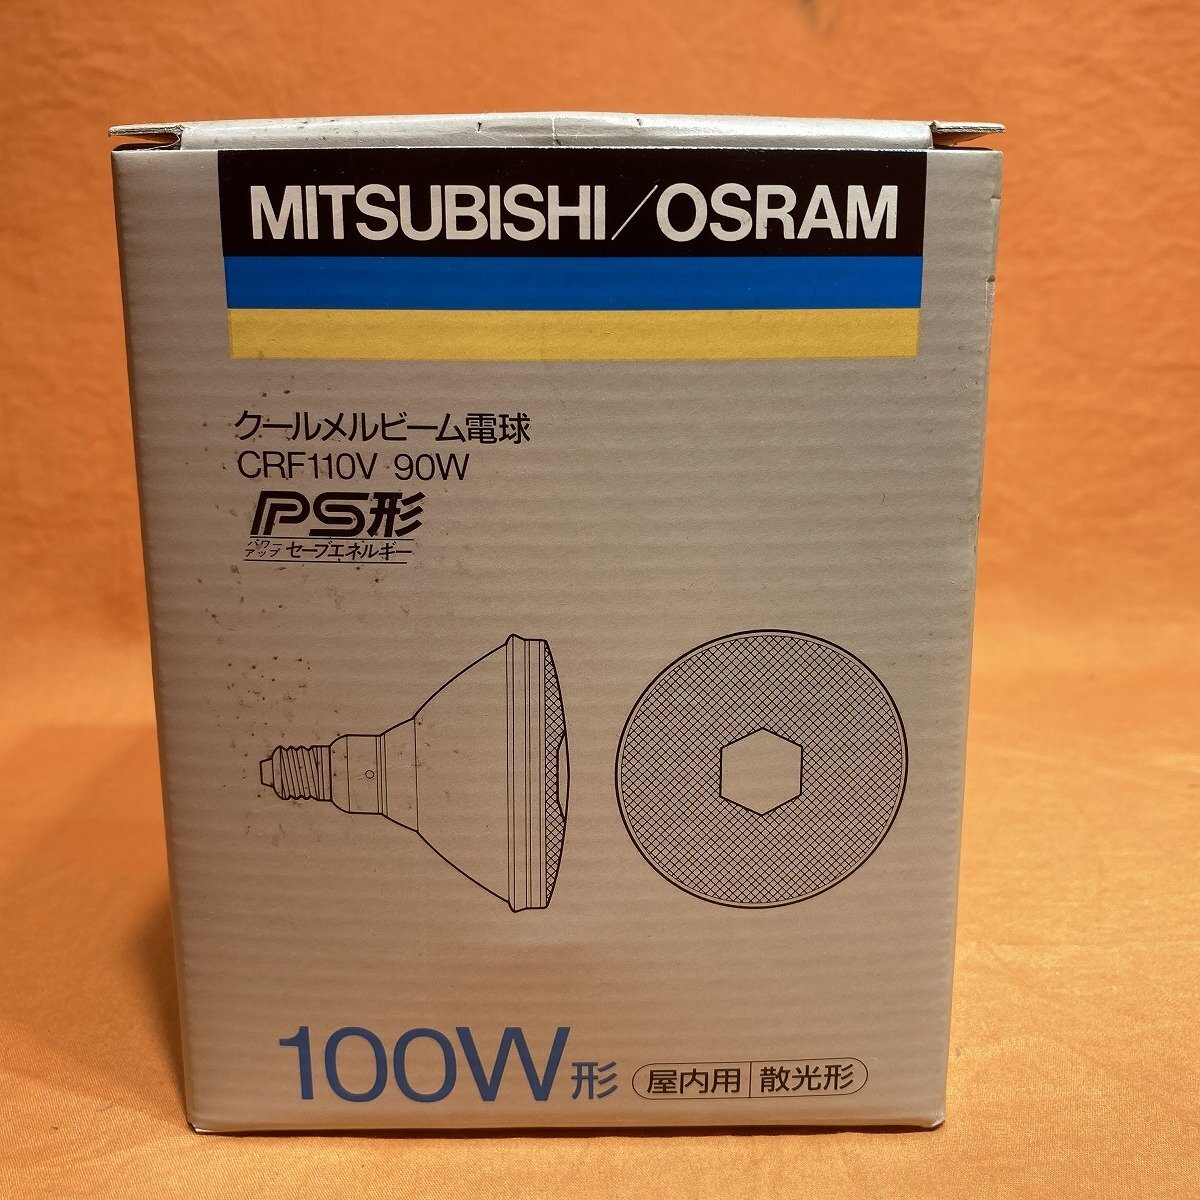 MITSUBISHI/OSRAM
クールメルビーム電球
CRF110V 90W
PS形
パワーアップ セーブエネルギー
100W形 屋内用 散光形